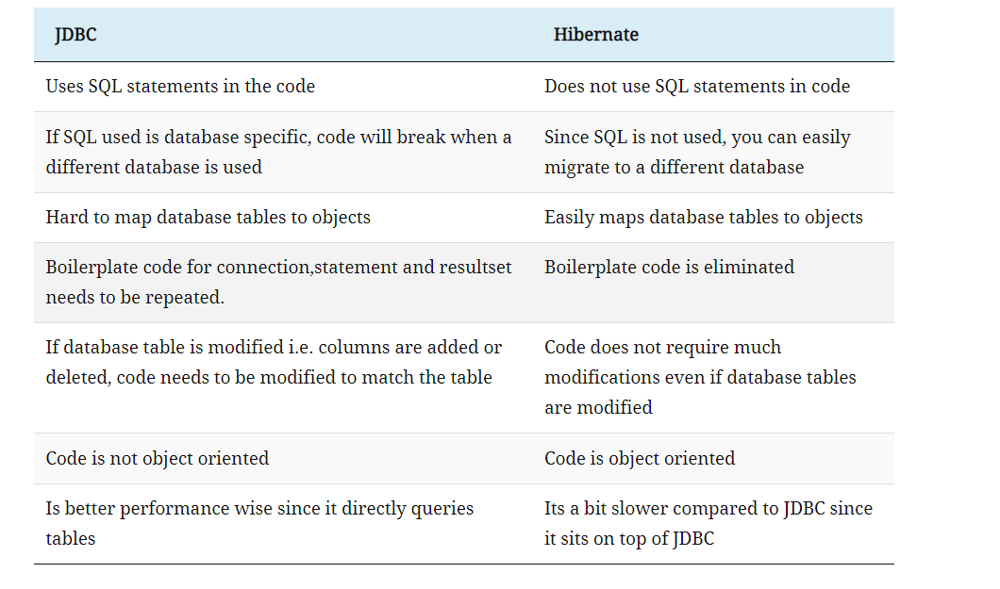 JDBC Hibernate
Uses SQL statements in the code Does not use SQL statements in code
If SQL used is database specific, code will break when a
different database is used
Since SQL is not used, you can easily
migrate to a different database
Hard to map database tables to objects Easily maps database tables to objects
Boilerplate code for connection,statement and resultset
needs to be repeated.
Boilerplate code is eliminated
If database table is modified i.e. columns are added or
deleted, code needs to be modified to match the table
Code does not require much
modifications even if database tables
are modified
Code is not object oriented Code is object oriented
Is better performance wise since it directly queries
tables
Its a bit slower compared to JDBC since
it sits on top of JDBC